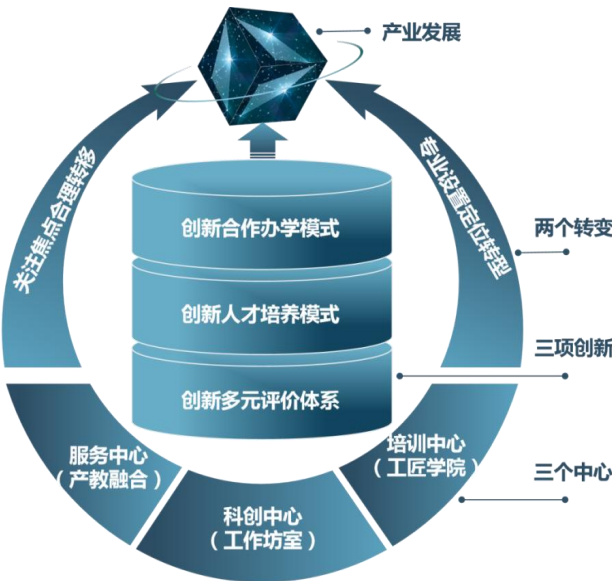 产业发展
关注焦点合理转移
专业设置定位转型
创新合作办学模式
两个转变
创新人才培养模式
三项创新
创新多元评价体系
服务中心
（产教融合）
培训中心
（工匠学院）
三个中心
科创中心
（工作坊室）